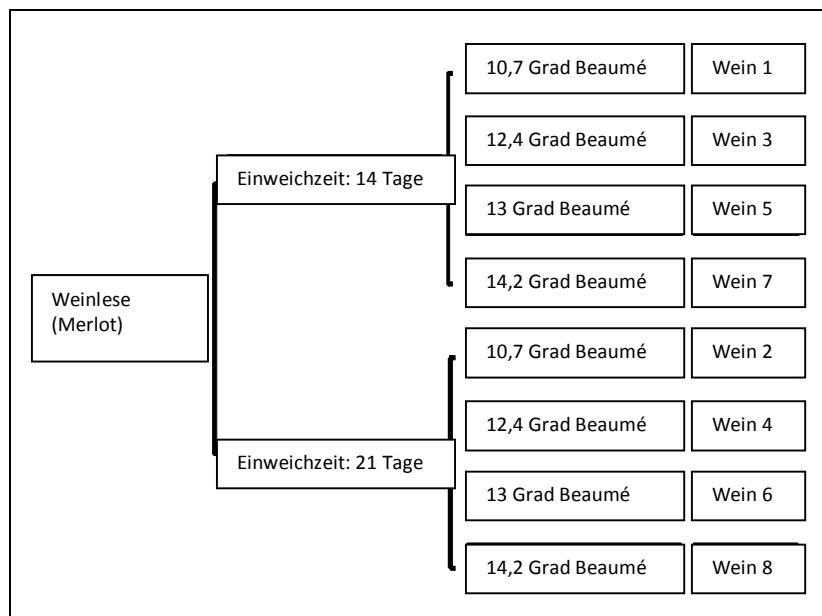 10,7 Grad Beaumé Wein 1
12,4 Grad Beaumé Wein 3
Einweichzeit: 14 Tage
13 Grad Beaumé Wein 5
14,2 Grad Beaumé Wein 7
Weinlese
(Merlot)
10,7 Grad Beaumé Wein 2
12,4 Grad Beaumé Wein 4
Einweichzeit: 21 Tage
13 Grad Beaumé Wein 6
14,2 Grad Beaumé Wein 8